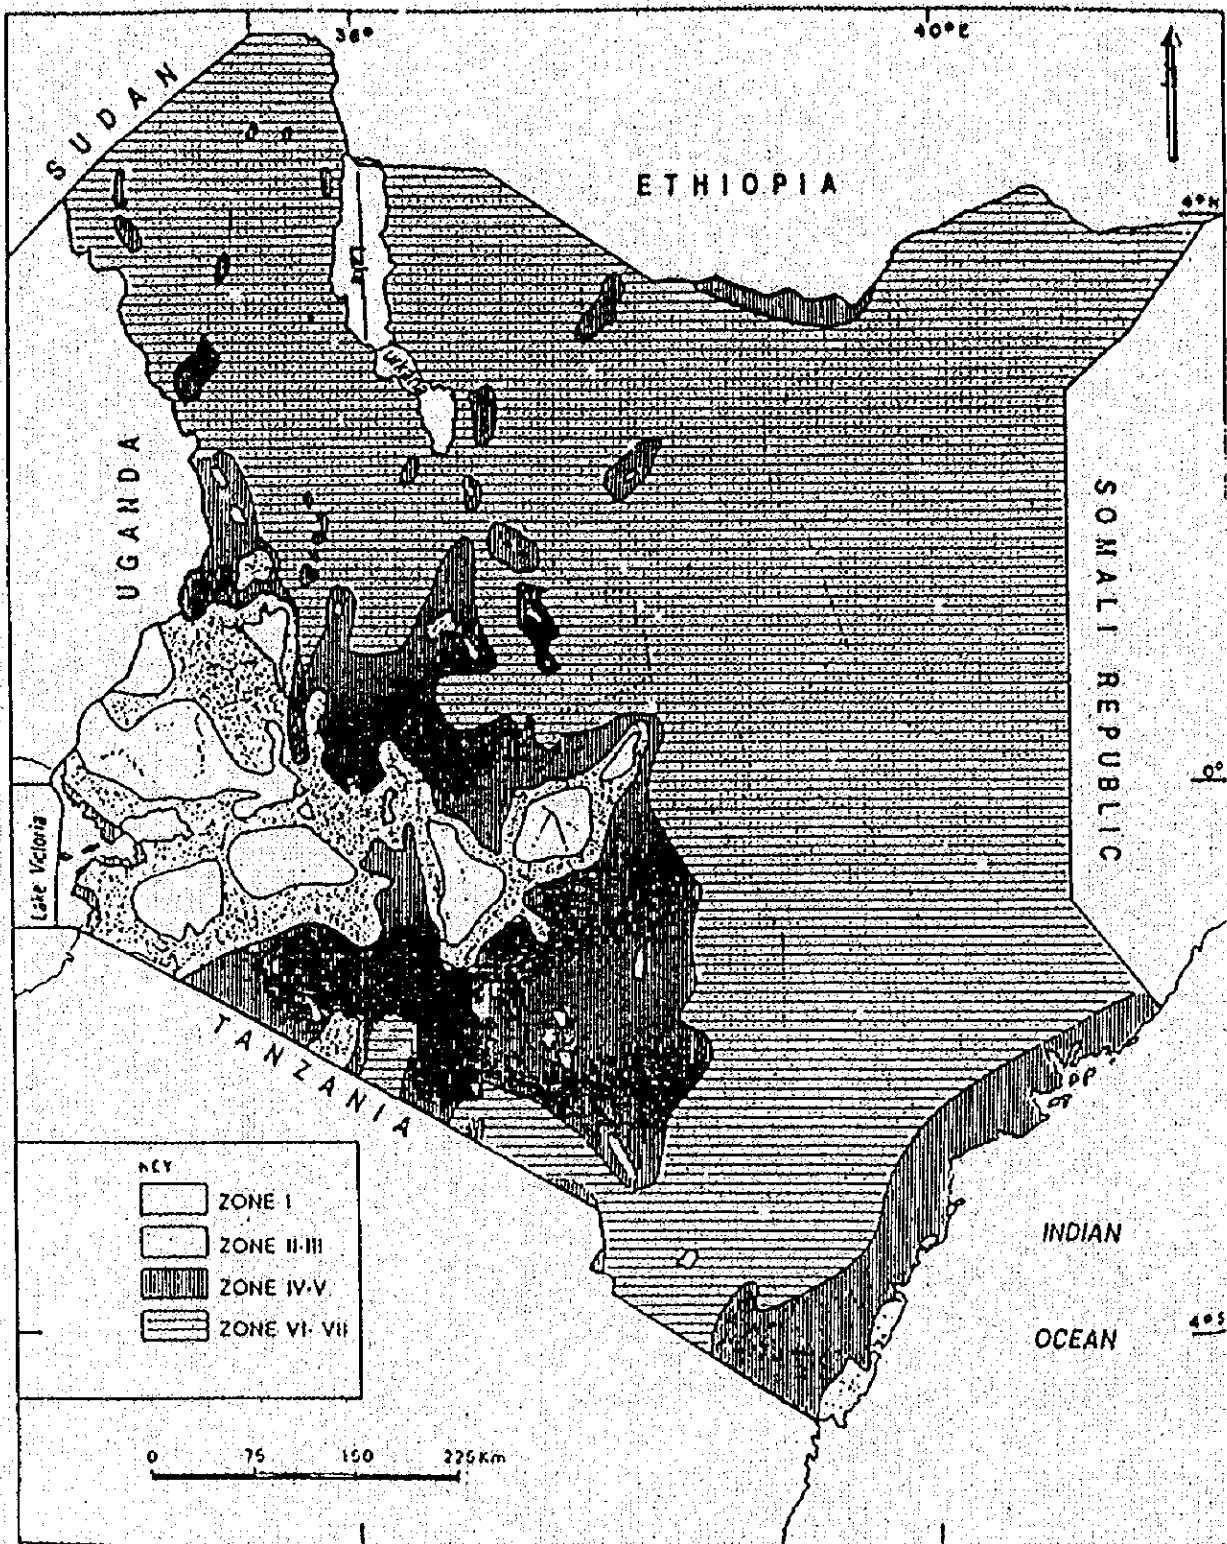 36°
40°E
SUDAN
ETHIOPIA
4°N
UGANDA
SOMALI REPUBLIC
0°
Lake Victoria
TANZANIA
KEY
ZONE I
ZONE II-III
ZONE IV-V
ZONE VI-VII
INDIAN
OCEAN
4°S
0 75 150 225Km